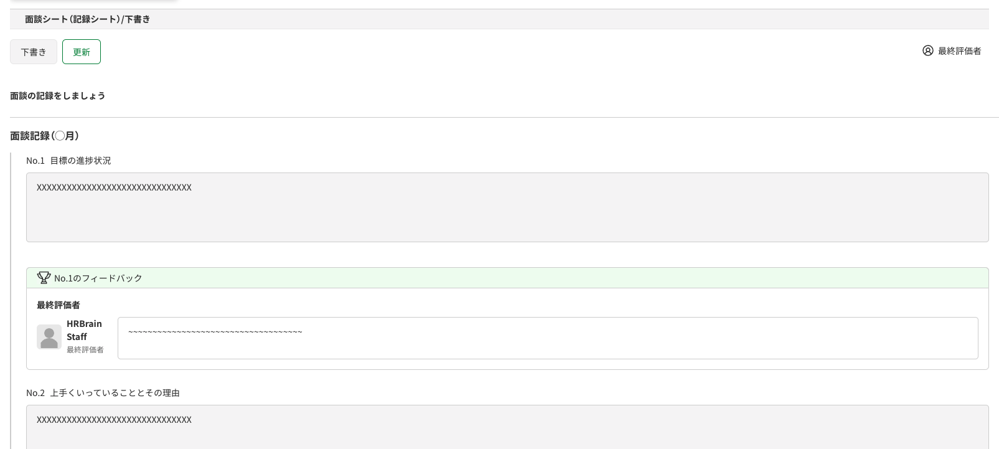 面談シート(記録シート)/下書き
下書き 更新 最終評価者
面談の記録をしましょう
面談記録(◯月)
No.1 目標の進捗状況
XXXXXXXXXXXXXXXXXXXXXXXXXXXXXXX
No.1のフィードバック
最終評価者
HRBrain
Staff
最終評価者
~~~~~~~~~~~~~~~~~~~~~~~~~~~~~~~~~~~~
No.2 上手くいっていることとその理由
XXXXXXXXXXXXXXXXXXXXXXXXXXXXXXX